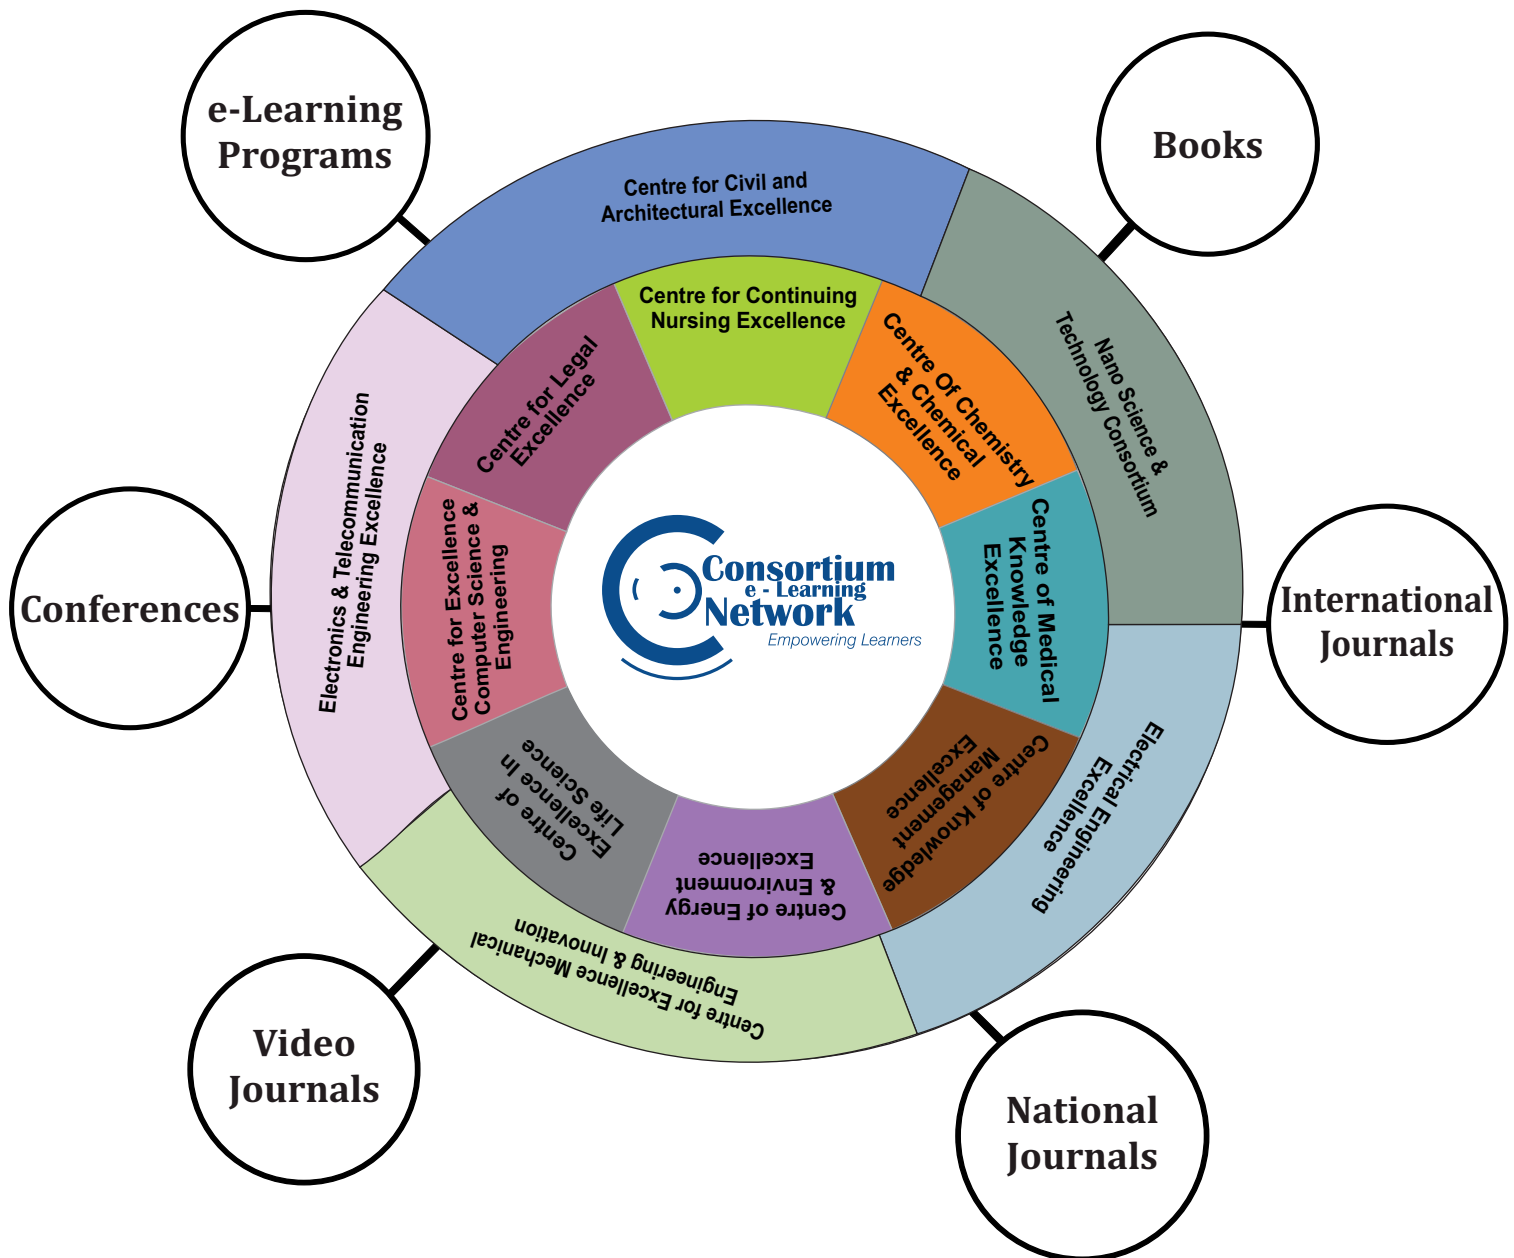 e-Learning
Programs
Books
Centre for Civil and
Architectural Excellence
Nano Science &
Technology Consortium
Electrical Engineering
Excellence
Centre for Excellence Mechanical
Engineering & Innovation
Electronics & Telecommunication
Engineering Excellence
Centre for Continuing
Nursing Excellence
Centre Of Chemistry
& Chemical
Excellence
Centre of Medical
Knowledge
Excellence
Centre of Knowledge
Management
Excellence
Centre of Energy
& Environment
Excellence
Centre of
Excellence In
Life Science
Centre for Excellence
Computer Science &
Engineering
Centre for Legal
Excellence
Consortium
e - Learning
Network
Empowering Learners
Conferences
International
Journals
Video
Journals
National
Journals